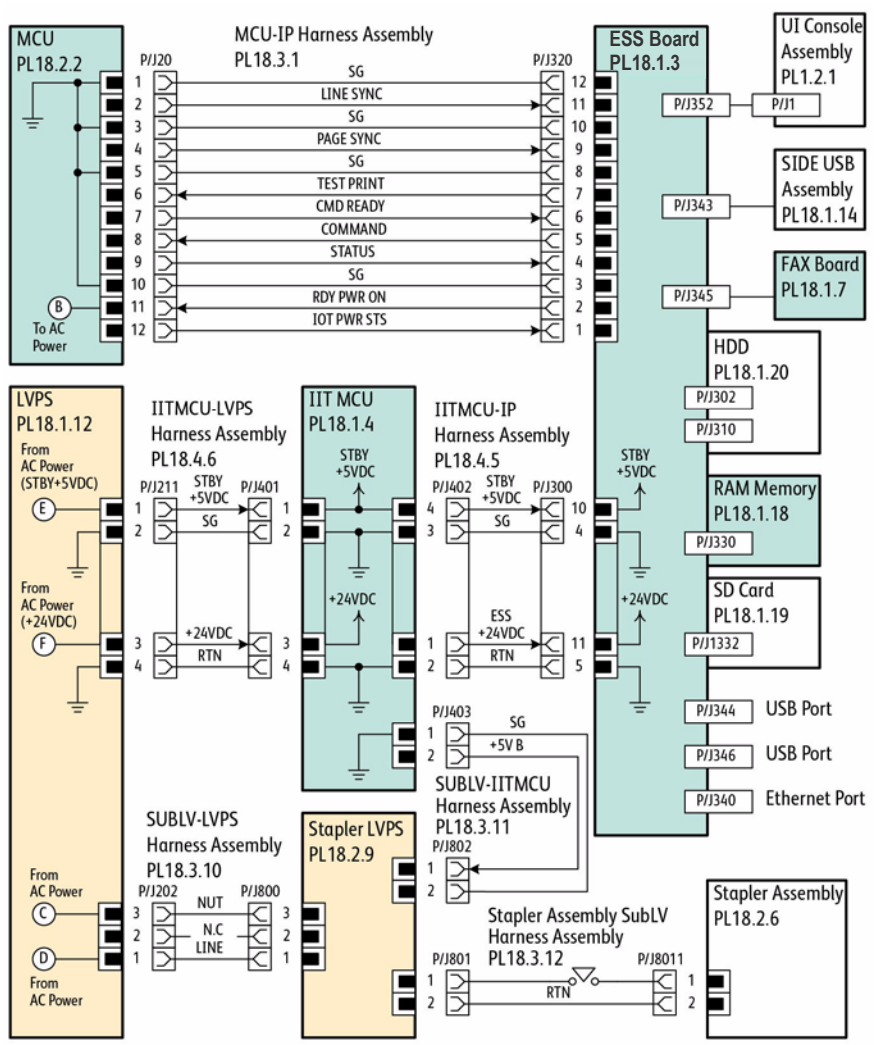 MCU
PL18.2.2
P/J20
MCU-IP Harness Assembly
PL18.3.1
P/J320
ESS Board
PL18.1.3
UI Console
Assembly
PL1.2.1
P/J352
P/J1
1 SG 12
2 LINE SYNC 11
3 SG 10
4 PAGE SYNC 9
5 SG 8
6 TEST PRINT 7
7 CMD READY 6
8 COMMAND 5
9 STATUS 4
10 SG 3
11 RDY PWR ON 2
12 IOT PWR STS 1
B
To AC
Power
SIDE USB
Assembly
PL18.1.14
P/J343
FAX Board
PL18.1.7
P/J345
HDD
PL18.1.20
P/J302
P/J310
RAM Memory
PL18.1.18
P/J330
SD Card
PL18.1.19
P/J1332
P/J344 USB Port
P/J346 USB Port
P/J340 Ethernet Port
LVPS
PL18.1.12
From
AC Power
(STBY+5VDC)
E
From
AC Power
(+24VDC)
F
IITMCU-LVPS
Harness Assembly
PL18.4.6
P/J211
STBY
+5VDC
P/J401
1 1
2 SG 2
3 +24VDC 3
4 RTN 4
IIT MCU
PL18.1.4
STBY
+5VDC
+24VDC
IITMCU-IP
Harness Assembly
PL18.4.5
P/J402
STBY
+5VDC
P/J300
4 10
3 SG 4
ESS
1 +24VDC 11
2 RTN 5
STBY
+5VDC
+24VDC
P/J403
1 SG
2 +5V B
SUBLV-IITMCU
Harness Assembly
PL18.3.11
P/J802
1
2
SUBLV-LVPS
Harness Assembly
PL18.3.10
P/J202
P/J800
From
AC Power
C
D
From
AC Power
3 NUT 3
2 N.C 2
1 LINE 1
Stapler LVPS
PL18.2.9
Stapler Assembly SubLV
Harness Assembly
PL18.3.12
P/J801
P/J8011
1 1
2 RTN 2
Stapler Assembly
PL18.2.6